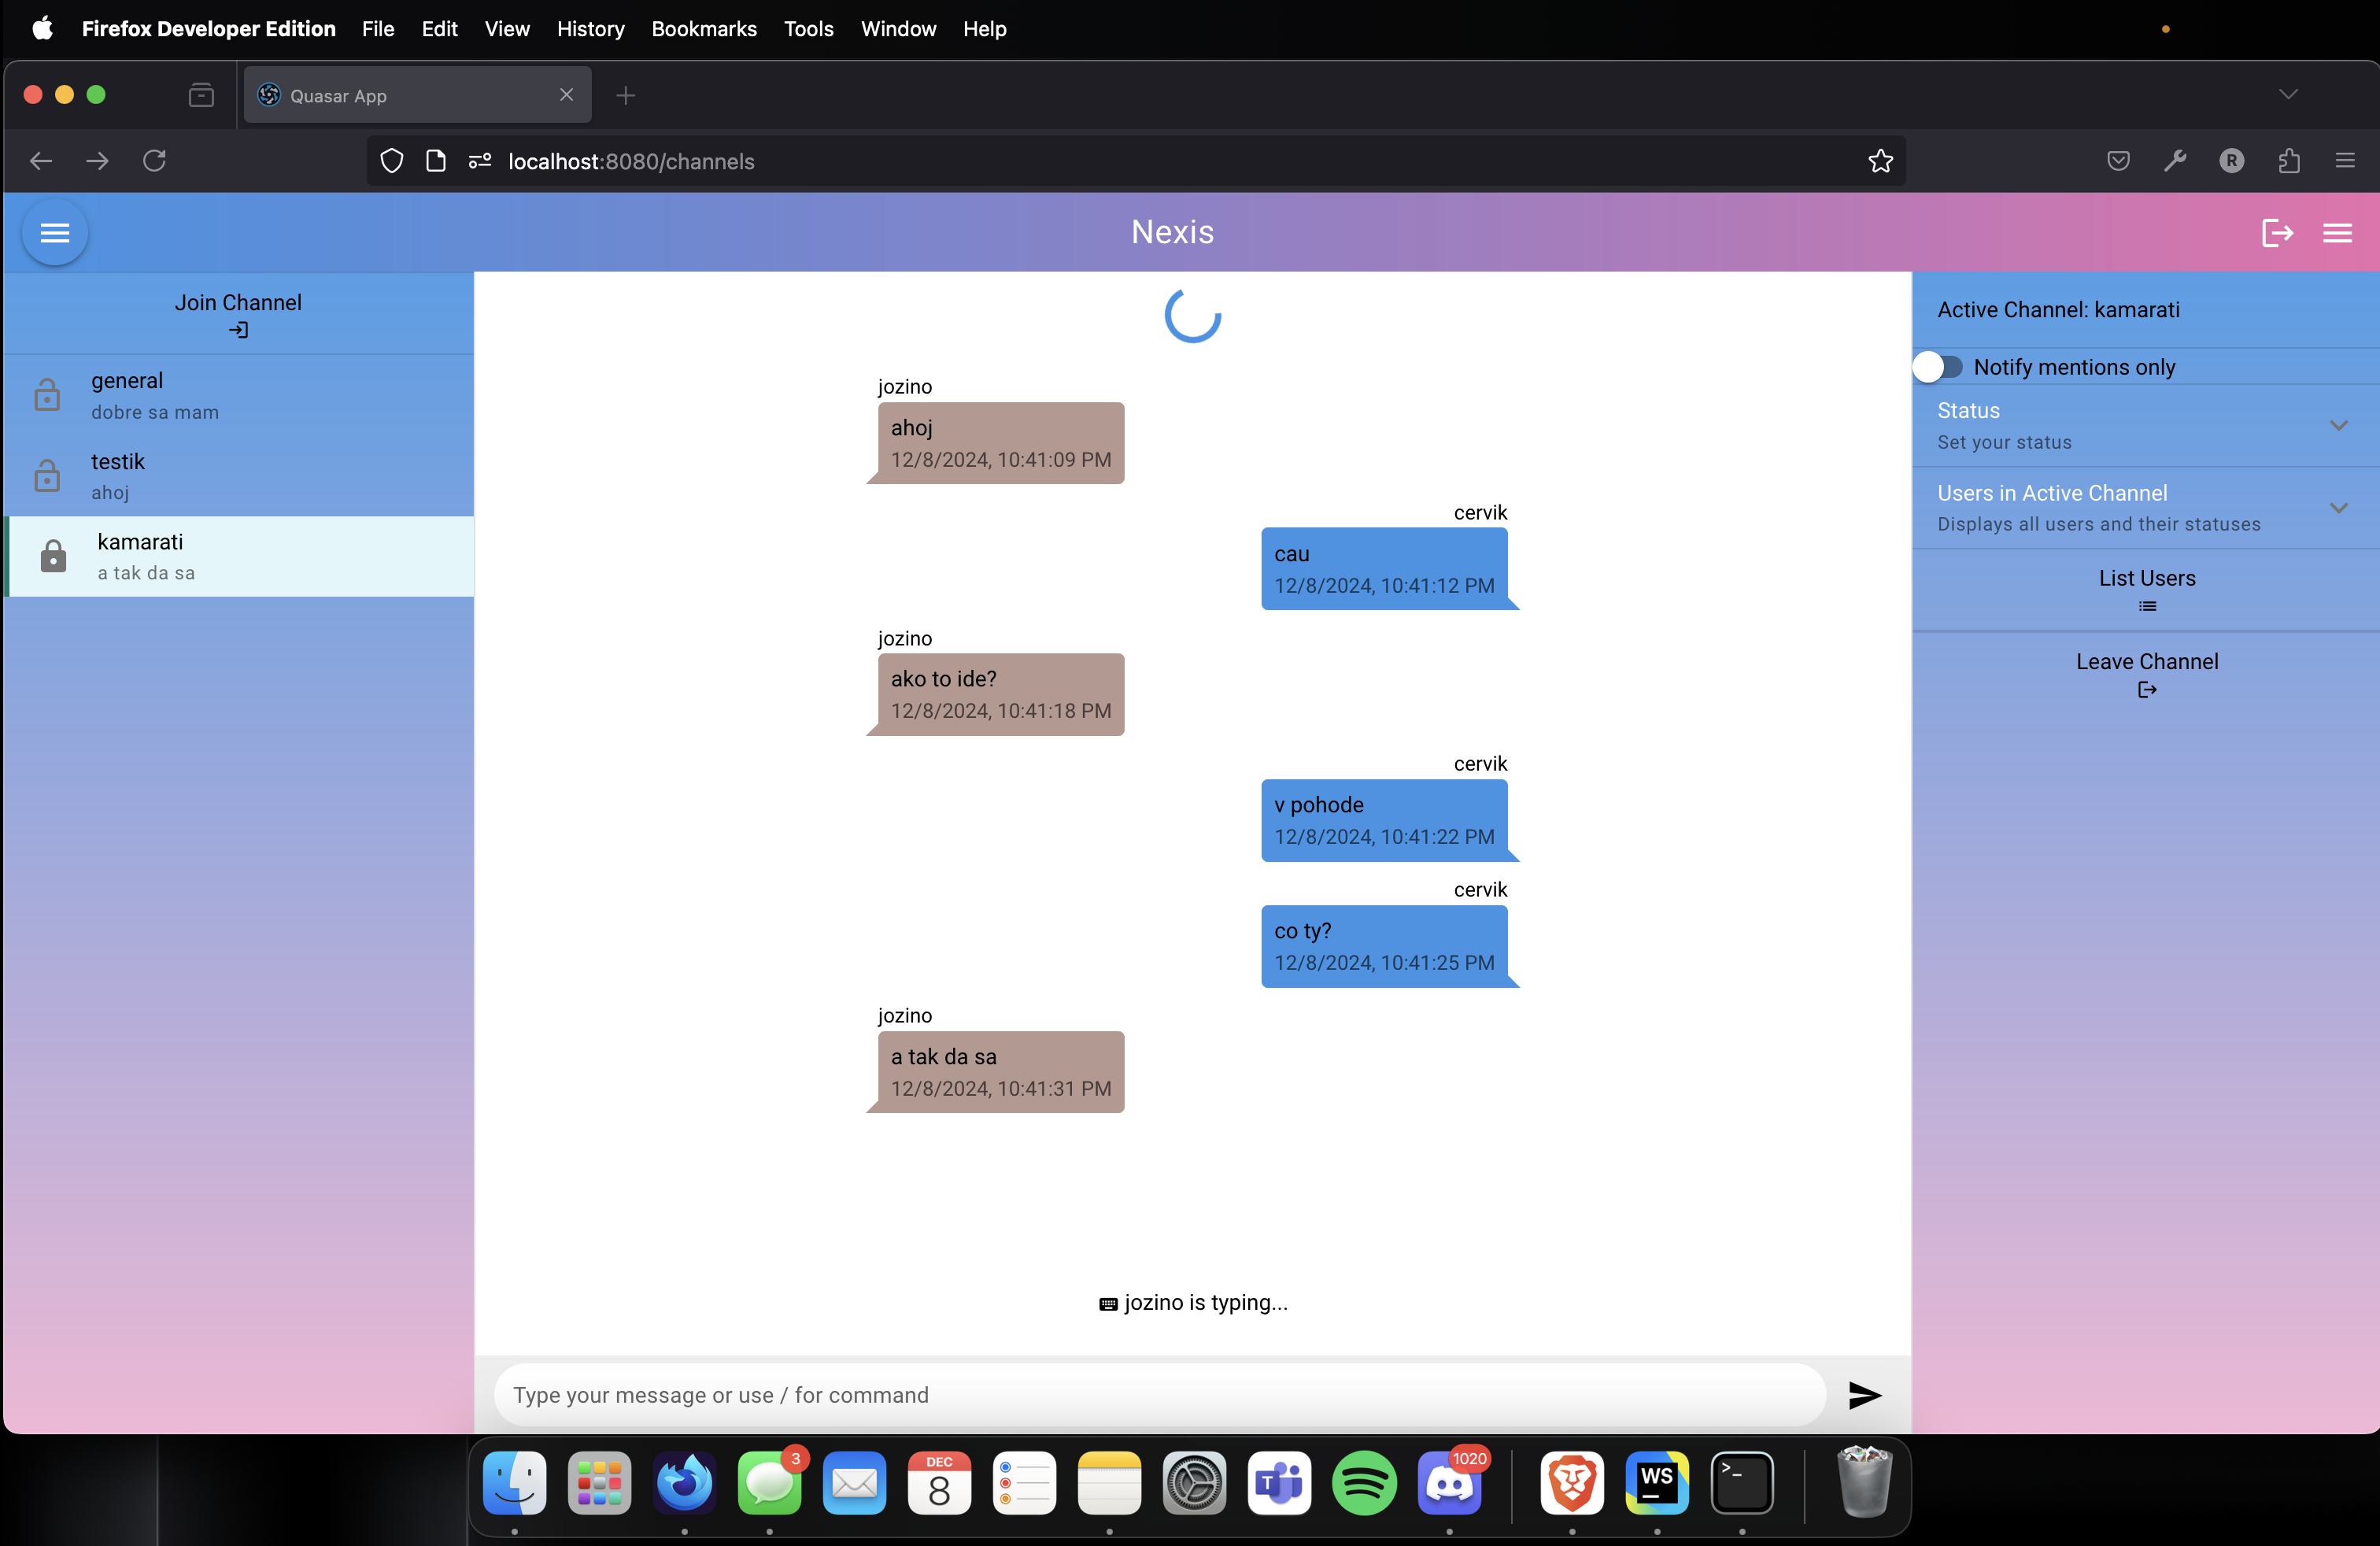 Firefox Developer Edition File Edit View History Bookmarks Tools Window Help
Quasar App
localhost:8080/channels
R
Nexis
Join Channel
general
dobre sa mam
testik
ahoj
kamarati
a tak da sa
jozino
ahoj
12/8/2024, 10:41:09 PM
cervik
cau
12/8/2024, 10:41:12 PM
jozino
ako to ide?
12/8/2024, 10:41:18 PM
cervik
v pohode
12/8/2024, 10:41:22 PM
cervik
co ty?
12/8/2024, 10:41:25 PM
jozino
a tak da sa
12/8/2024, 10:41:31 PM
jozino is typing...
Type your message or use / for command
Active Channel: kamarati
Notify mentions only
Status
Set your status
Users in Active Channel
Displays all users and their statuses
List Users
Leave Channel
3
DEC
8
T
1020
WS
>_